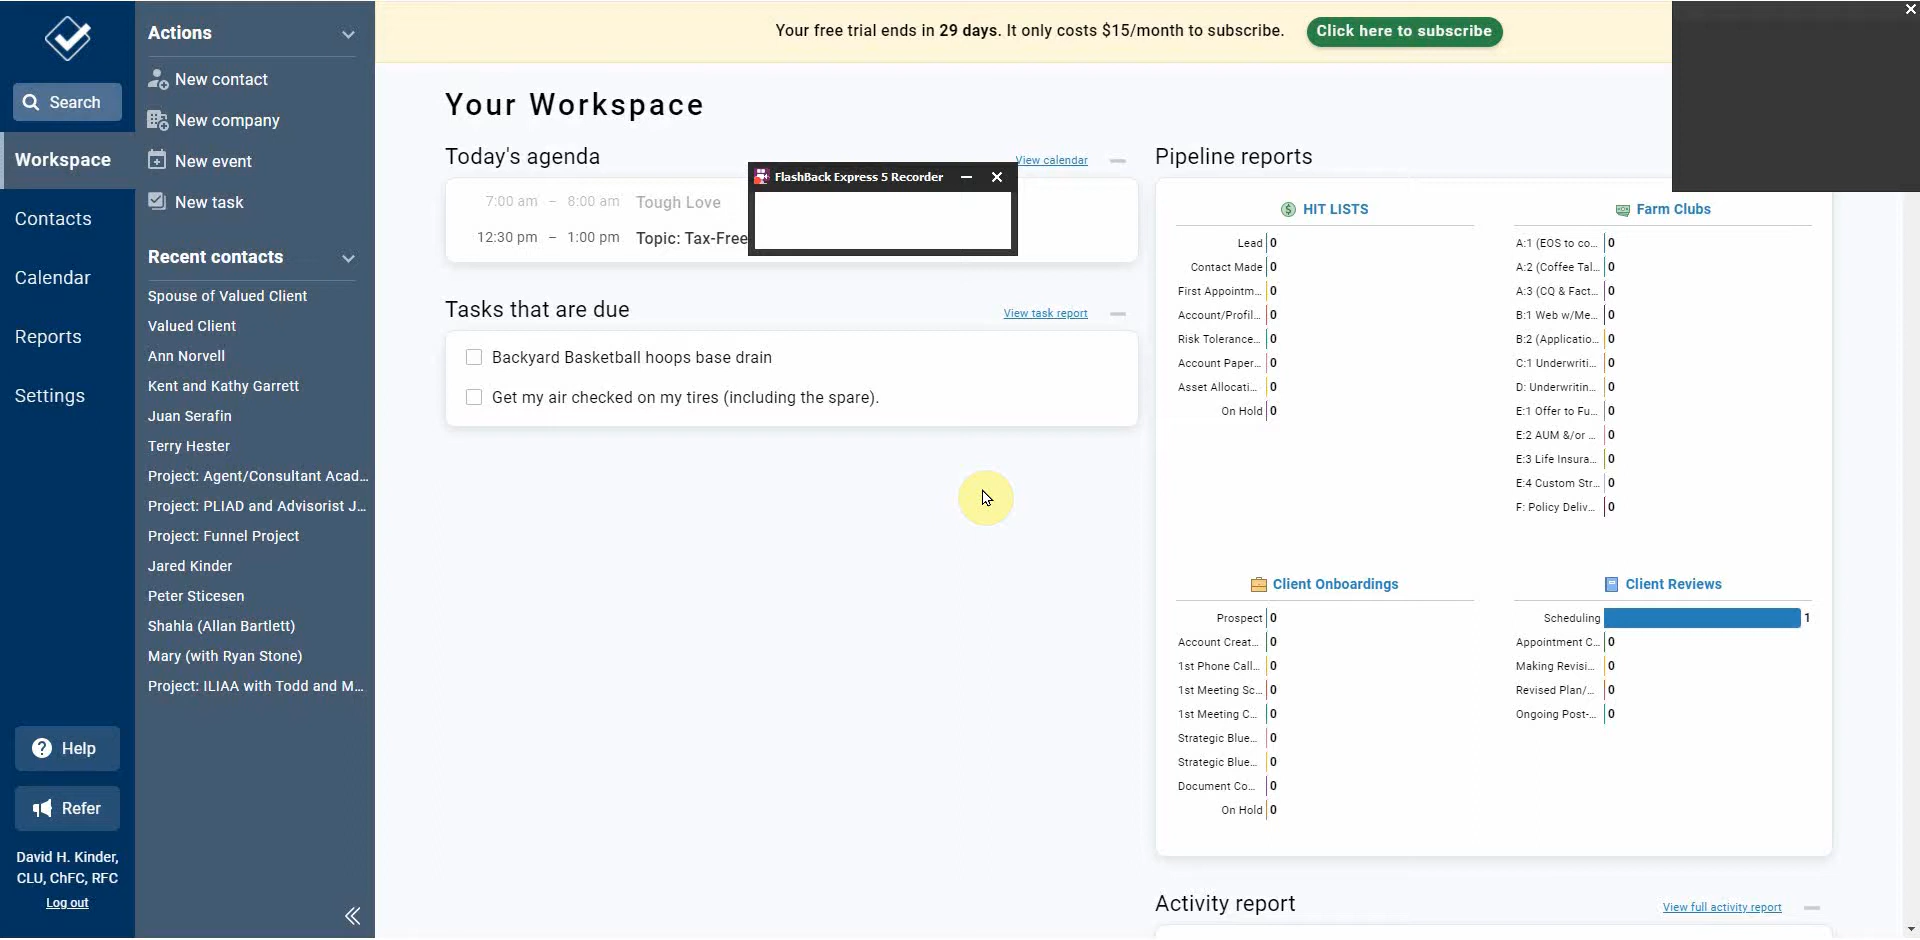 Search
Workspace
Contacts
Calendar
Reports
Settings
Help
Refer
David H. Kinder,
CLU, ChFC, RFC
Log out
Actions
New contact
New company
New event
New task
Recent contacts
Spouse of Valued Client
Valued Client
Ann Norvell
Kent and Kathy Garrett
Juan Serafin
Terry Hester
Project: Agent/Consultant Acad...
Project: PLIAD and Advisorist J...
Project: Funnel Project
Jared Kinder
Peter Sticesen
Shahla (Allan Bartlett)
Mary (with Ryan Stone)
Project: ILIAA with Todd and M...
Your free trial ends in 29 days. It only costs $15/month to subscribe. Click here to subscribe
Your Workspace
Today's agenda View calendar
7:00 am – 8:00 am Tough Love
12:30 pm – 1:00 pm Topic: Tax-Free
FlashBack Express 5 Recorder
Tasks that are due View task report
Backyard Basketball hoops base drain
Get my air checked on my tires (including the spare).
Pipeline reports
HIT LISTS
Lead 0
Contact Made 0
First Appointm... 0
Account/Profil... 0
Risk Tolerance... 0
Account Paper... 0
Asset Allocati... 0
On Hold 0
Farm Clubs
A:1 (EOS to co... 0
A:2 (Coffee Tal... 0
A:3 (CQ & Fact... 0
B:1 Web w/Me... 0
B:2 (Applicatio... 0
C:1 Underwriti... 0
D: Underwritin... 0
E:1 Offer to Fu... 0
E:2 AUM &/or ... 0
E:3 Life Insura... 0
E:4 Custom Str... 0
F: Policy Deliv... 0
Client Onboardings
Prospect 0
Account Creat... 0
1st Phone Call... 0
1st Meeting Sc... 0
1st Meeting C... 0
Strategic Blue... 0
Strategic Blue... 0
Document Co... 0
On Hold 0
Client Reviews
Scheduling 1
Appointment C... 0
Making Revisi... 0
Revised Plan/... 0
Ongoing Post-... 0
Activity report View full activity report